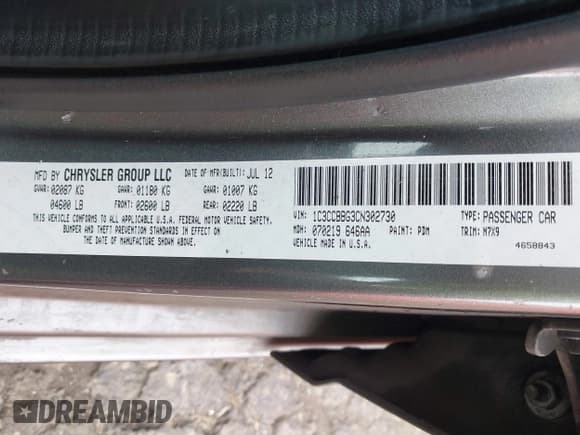 MFD BY CHRYSLER GROUP LLC DATE OF MFR(BUILT): JUL 12
GVWR: 02087 KG GAWR: 01180 KG GAWR: 01007 KG
04600 LB FRONT: 02600 LB REAR: 02220 LB
THIS VEHICLE CONFORMS TO ALL APPLICABLE U.S.A. FEDERAL MOTOR VEHICLE SAFETY,
BUMPER, AND THEFT PREVENTION STANDARDS IN EFFECT ON
THE DATE OF MANUFACTURE SHOWN ABOVE.
VIN: 1C3CCBBG3CN302730 TYPE: PASSENGER CAR
MDH: 070219 646AA PAINT: PDM TRIM: M7X9
MADE IN U.S.A. 4658843
DREAMBID